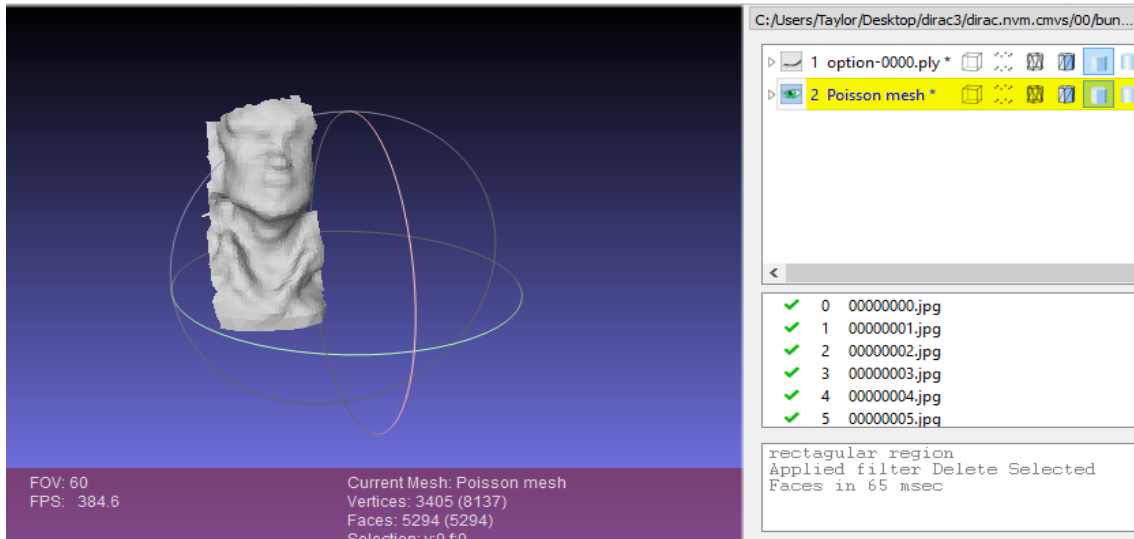 C:/Users/Taylor/Desktop/dirac3/dirac.nvm.cmvs/00/bun...
1 option-0000.ply *
2 Poisson mesh *
0 00000000.jpg
1 00000001.jpg
2 00000002.jpg
3 00000003.jpg
4 00000004.jpg
5 00000005.jpg
rectagular region
Applied filter Delete Selected
Faces in 65 msec
FOV: 60
FPS: 384.6
Current Mesh: Poisson mesh
Vertices: 3405 (8137)
Faces: 5294 (5294)
Selection: v:0 f:0